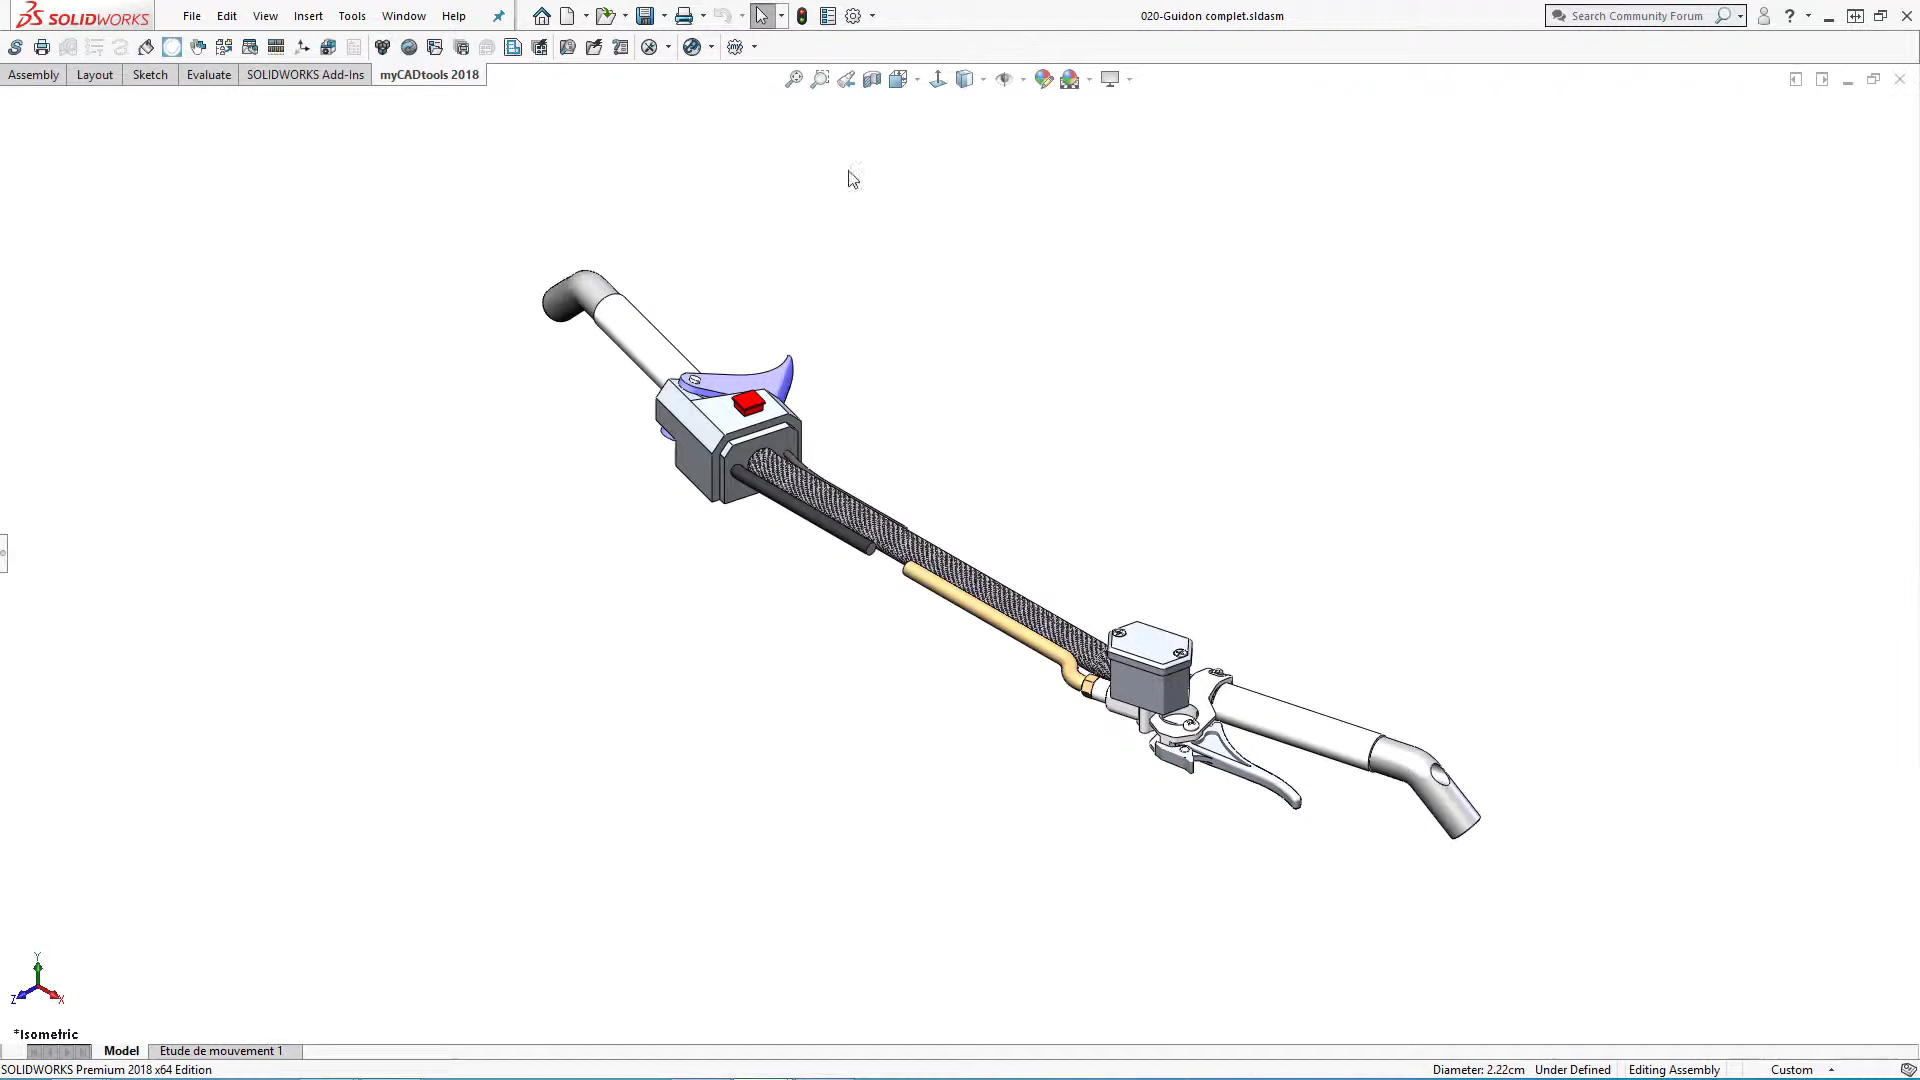 SOLIDWORKS File Edit View Insert Tools Window Help 020-Guidon complet.sldasm Search Community Forum ?
Assembly Layout Sketch Evaluate SOLIDWORKS Add-Ins myCADtools 2018
Y
Z X
*Isometric
Model Etude de mouvement 1
SOLIDWORKS Premium 2018 x64 Edition Diameter: 2.22cm Under Defined Editing Assembly Custom